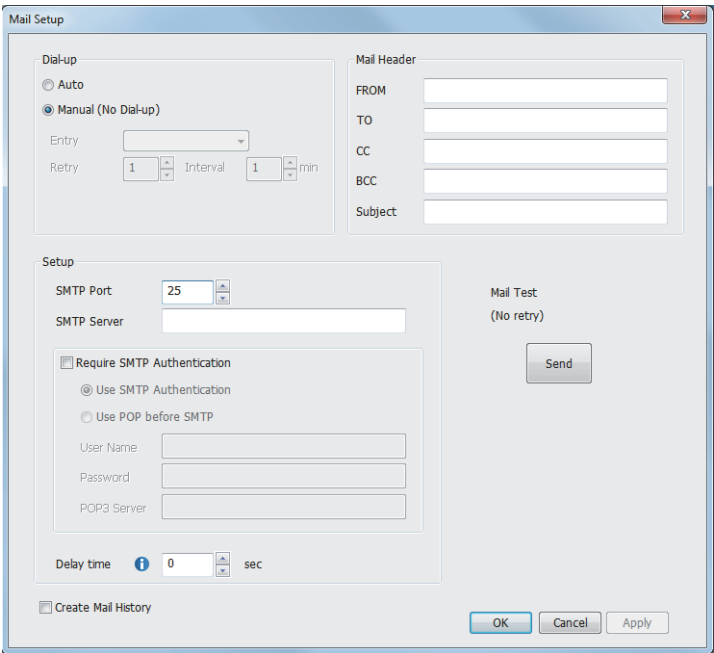 Mail Setup
Dial-up
Auto
Manual (No Dial-up)
Entry
Retry 1 Interval 1 min
Mail Header
FROM
TO
CC
BCC
Subject
Setup
SMTP Port 25
SMTP Server
Require SMTP Authentication
Use SMTP Authentication
Use POP before SMTP
User Name
Password
POP3 Server
Delay time i 0 sec
Mail Test
(No retry)
Send
Create Mail History
OK Cancel Apply